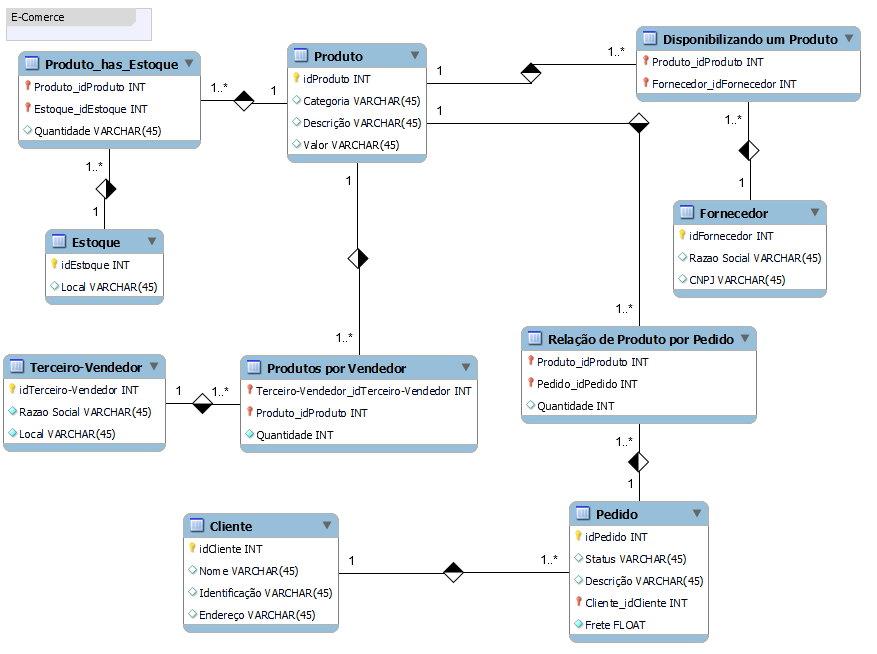 E-Comerce
Produto_has_Estoque
Produto_idProduto INT
Estoque_idEstoque INT
Quantidade VARCHAR(45)
1..*
1
Produto
idProduto INT
Categoria VARCHAR(45)
Descrição VARCHAR(45)
Valor VARCHAR(45)
1
1..*
Disponibilizando um Produto
Produto_idProduto INT
Fornecedor_idFornecedor INT
1
1..*
1
1..*
1
Estoque
idEstoque INT
Local VARCHAR(45)
1
Fornecedor
idFornecedor INT
Razao Social VARCHAR(45)
CNPJ VARCHAR(45)
1..*
1..*
Terceiro-Vendedor
idTerceiro-Vendedor INT
Razao Social VARCHAR(45)
Local VARCHAR(45)
1
1..*
Produtos por Vendedor
Terceiro-Vendedor_idTerceiro-Vendedor INT
Produto_idProduto INT
Quantidade INT
Relação de Produto por Pedido
Produto_idProduto INT
Pedido_idPedido INT
Quantidade INT
1..*
1
Cliente
idCliente INT
Nome VARCHAR(45)
Identificação VARCHAR(45)
Endereço VARCHAR(45)
1
1..*
Pedido
idPedido INT
Status VARCHAR(45)
Descrição VARCHAR(45)
Cliente_idCliente INT
Frete FLOAT